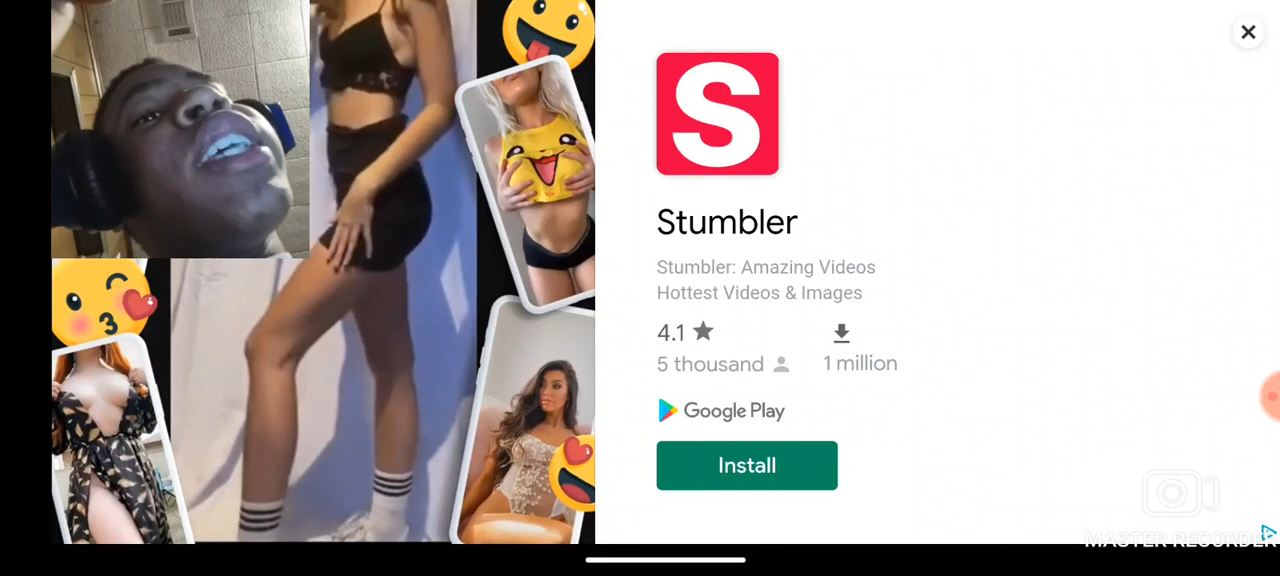 S
Stumbler
Stumbler: Amazing Videos
Hottest Videos & Images
4.1
5 thousand
1 million
Google Play
Install
MASTER RECORDER